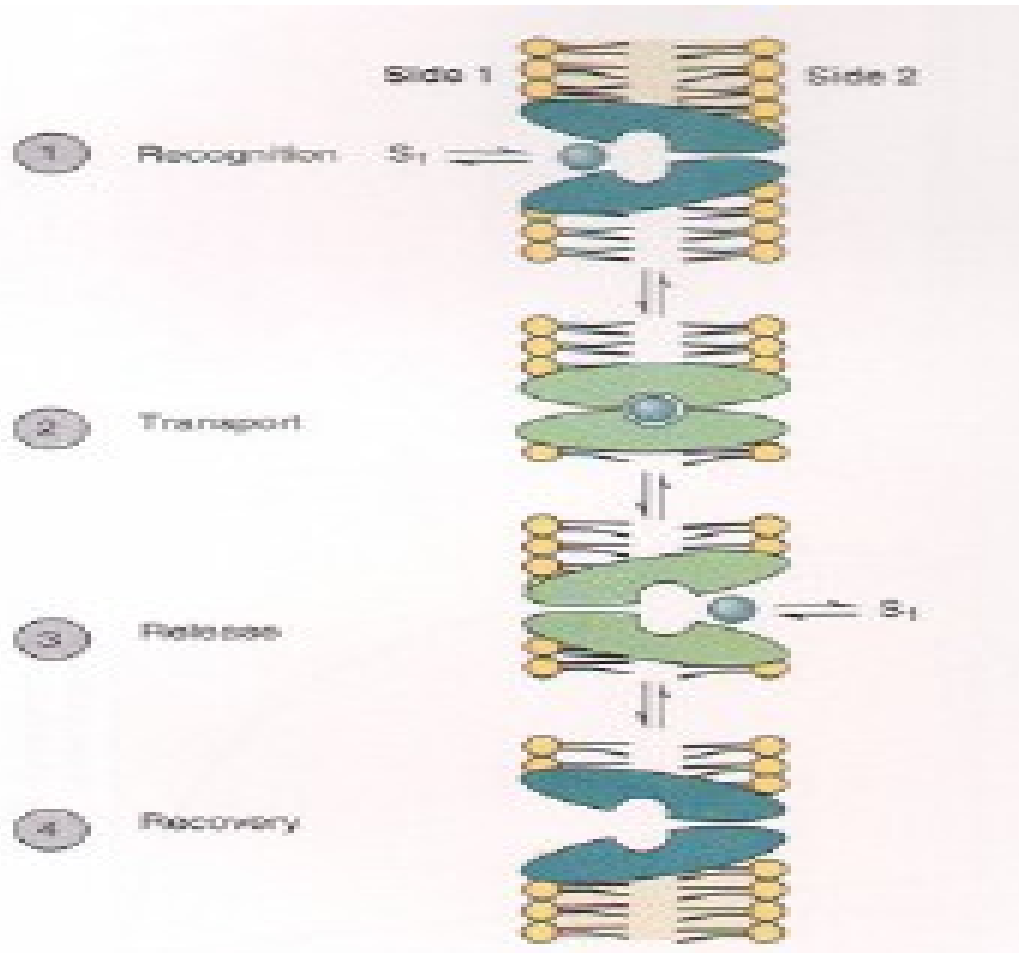 Side 1
Side 2
1 Recognition S₁
2 Transport
3 Release
S₁
4 Recovery